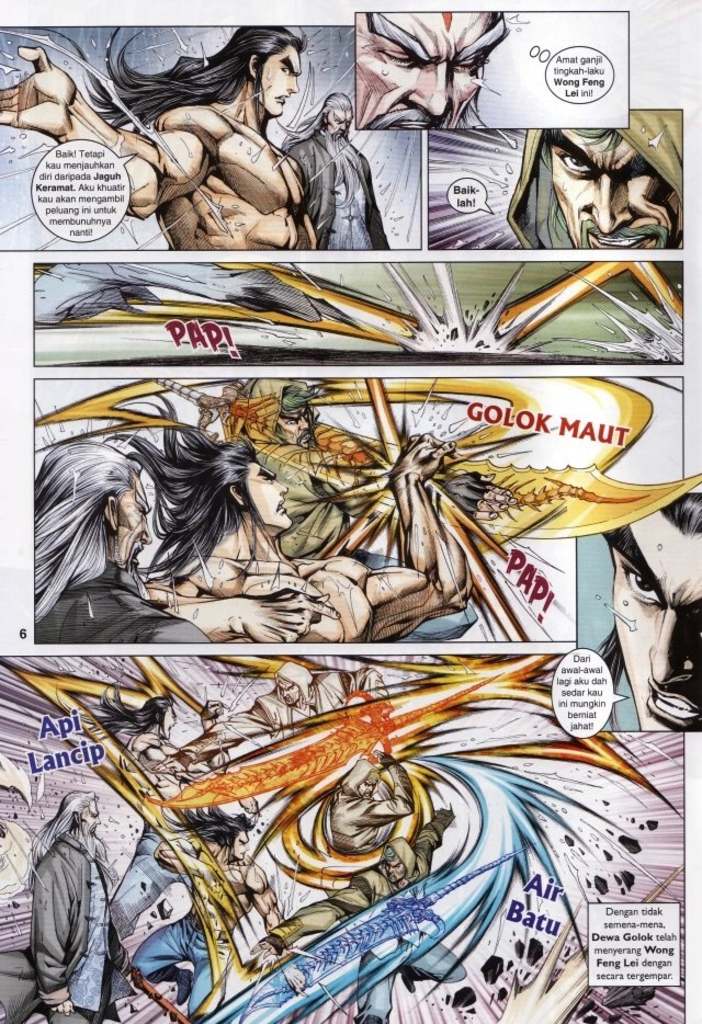 Baik! Tetapi
kau menjauhkan
diri daripada Jaguh
Keramat. Aku khuatir
kau akan mengambil
peluang ini untuk
membunuhnya
nanti!
Amat ganjil
tingkah-laku
Wong Feng
Lei ini!
Baik-
lah!
PAP!
GOLOK MAUT
PAP!
6
Dari
awal-awal
lagi aku dah
sedar kau
ini mungkin
berniat
jahat!
Api
Lancip
Air
Batu
Dengan tidak
semena-mena,
Dewa Golok telah
menyerang Wong
Feng Lei dengan
secara tergempar.